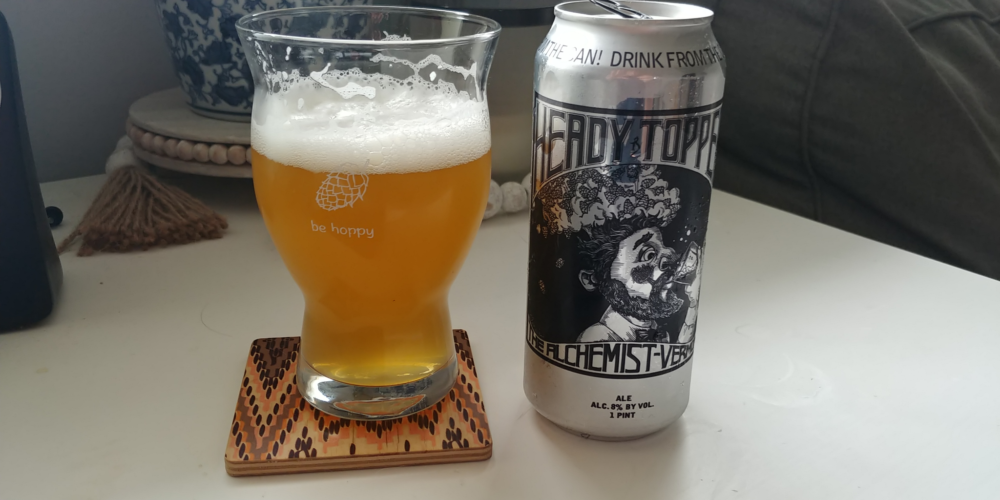 be hoppy
THE CAN! DRINK FROM THE
HEADY TOPPE
THE ALCHEMIST-VERMO
ALE
ALC. 8% BY VOL.
1 PINT